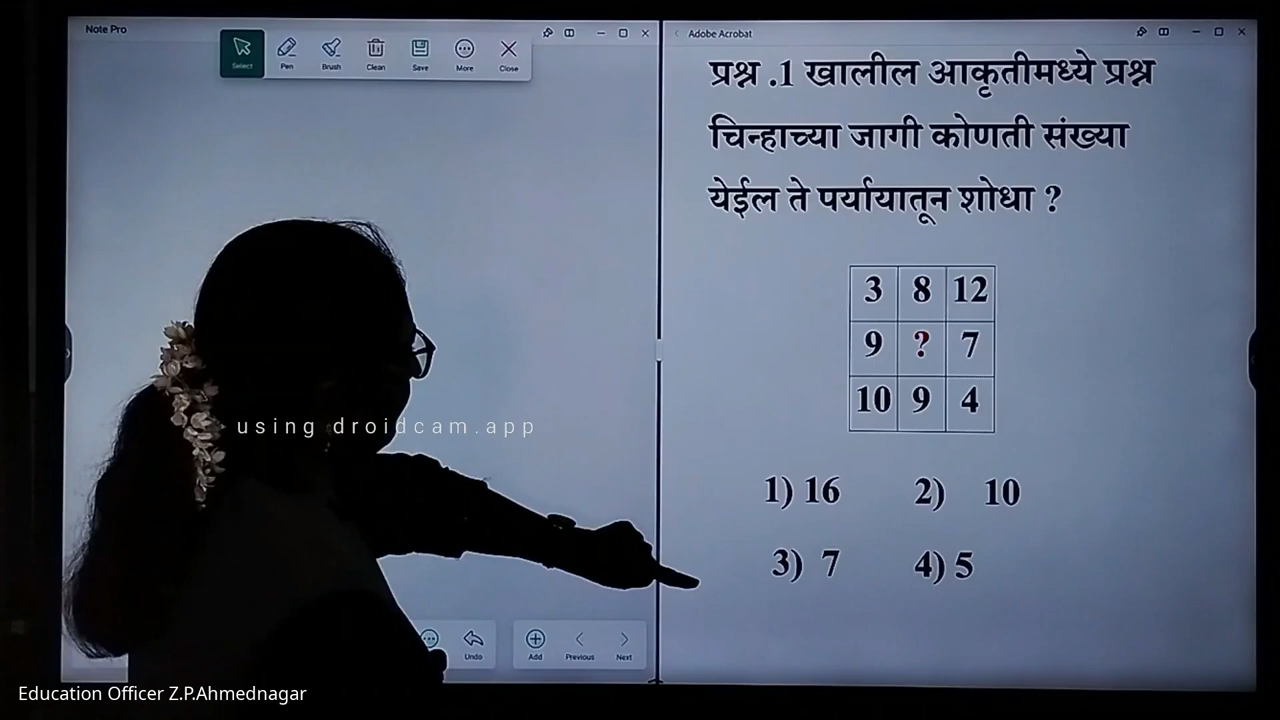 Note Pro
Select Pen Brush Clean Save More Close
Adobe Acrobat
प्रश्न .1 खालील आकृतीमध्ये प्रश्न
चिन्हाच्या जागी कोणती संख्या
येईल ते पर्यायातून शोधा ?
3 8 12
9 ? 7
10 9 4
1) 16 2) 10
3) 7 4) 5
using droidcam.app
Undo Add Previous Next
Education Officer Z.P.Ahmednagar